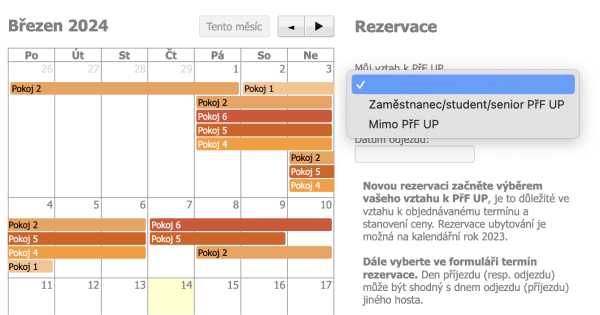 Březen 2024
Tento měsíc
Po Út St Čt Pá So Ne
26 27 28 29 1 2 3
Pokoj 2
Pokoj 1
Pokoj 2
Pokoj 6
Pokoj 5
Pokoj 4
Pokoj 2
Pokoj 5
Pokoj 4
4 5 6 7 8 9 10
Pokoj 2
Pokoj 6
Pokoj 5
Pokoj 5
Pokoj 4
Pokoj 2
Pokoj 1
11 12 13 14 15 16 17
Rezervace
Můj vztah k PřF UP
Zaměstnanec/student/senior PřF UP
Mimo PřF UP
Datum odjezdu:
Novou rezervaci začněte výběrem
vašeho vztahu k PřF UP, je to důležité ve
vztahu k objednávanému termínu a
stanovení ceny. Rezervace ubytování je
možná na kalendářní rok 2023.
Dále vyberte ve formuláři termín
rezervace. Den příjezdu (resp. odjezdu)
může být shodný s dnem odjezdu (příjezdu)
jiného hosta.